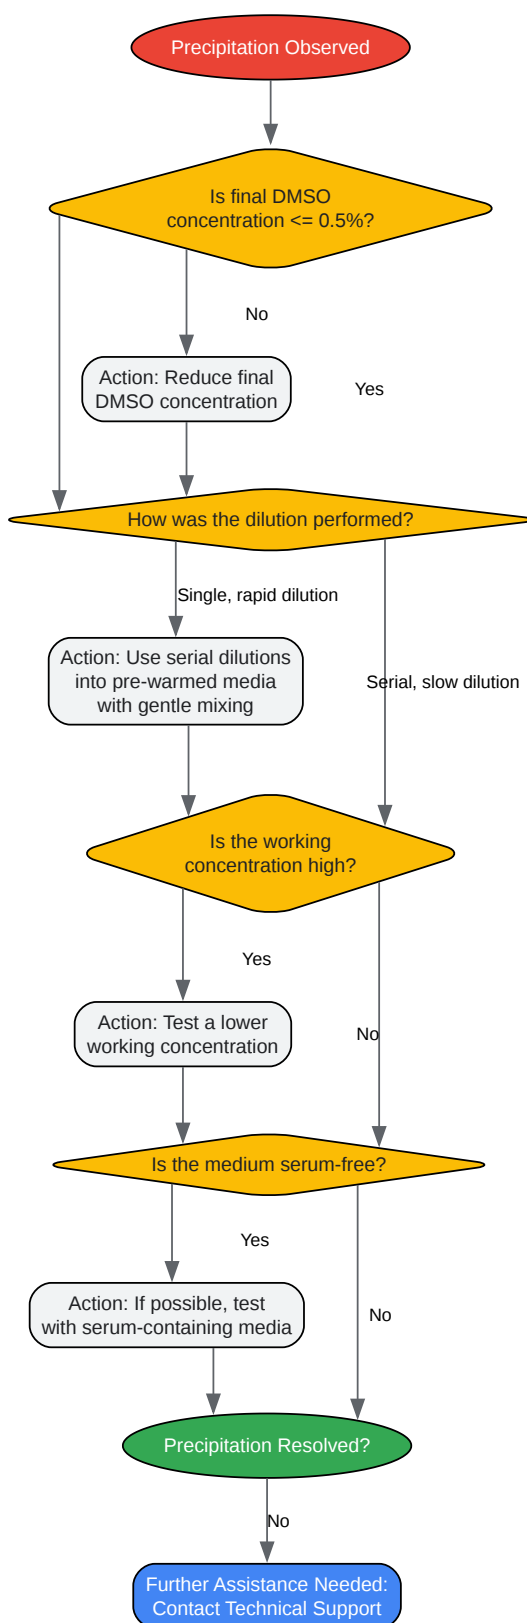 Precipitation Observed
Is final DMSO
concentration <= 0.5%?
No
Action: Reduce final
DMSO concentration
Yes
How was the dilution performed?
Single, rapid dilution
Action: Use serial dilutions
into pre-warmed media
with gentle mixing
Serial, slow dilution
Is the working
concentration high?
Yes
Action: Test a lower
working concentration
No
Is the medium serum-free?
Yes
Action: If possible, test
with serum-containing media
No
Precipitation Resolved?
No
Further Assistance Needed:
Contact Technical Support